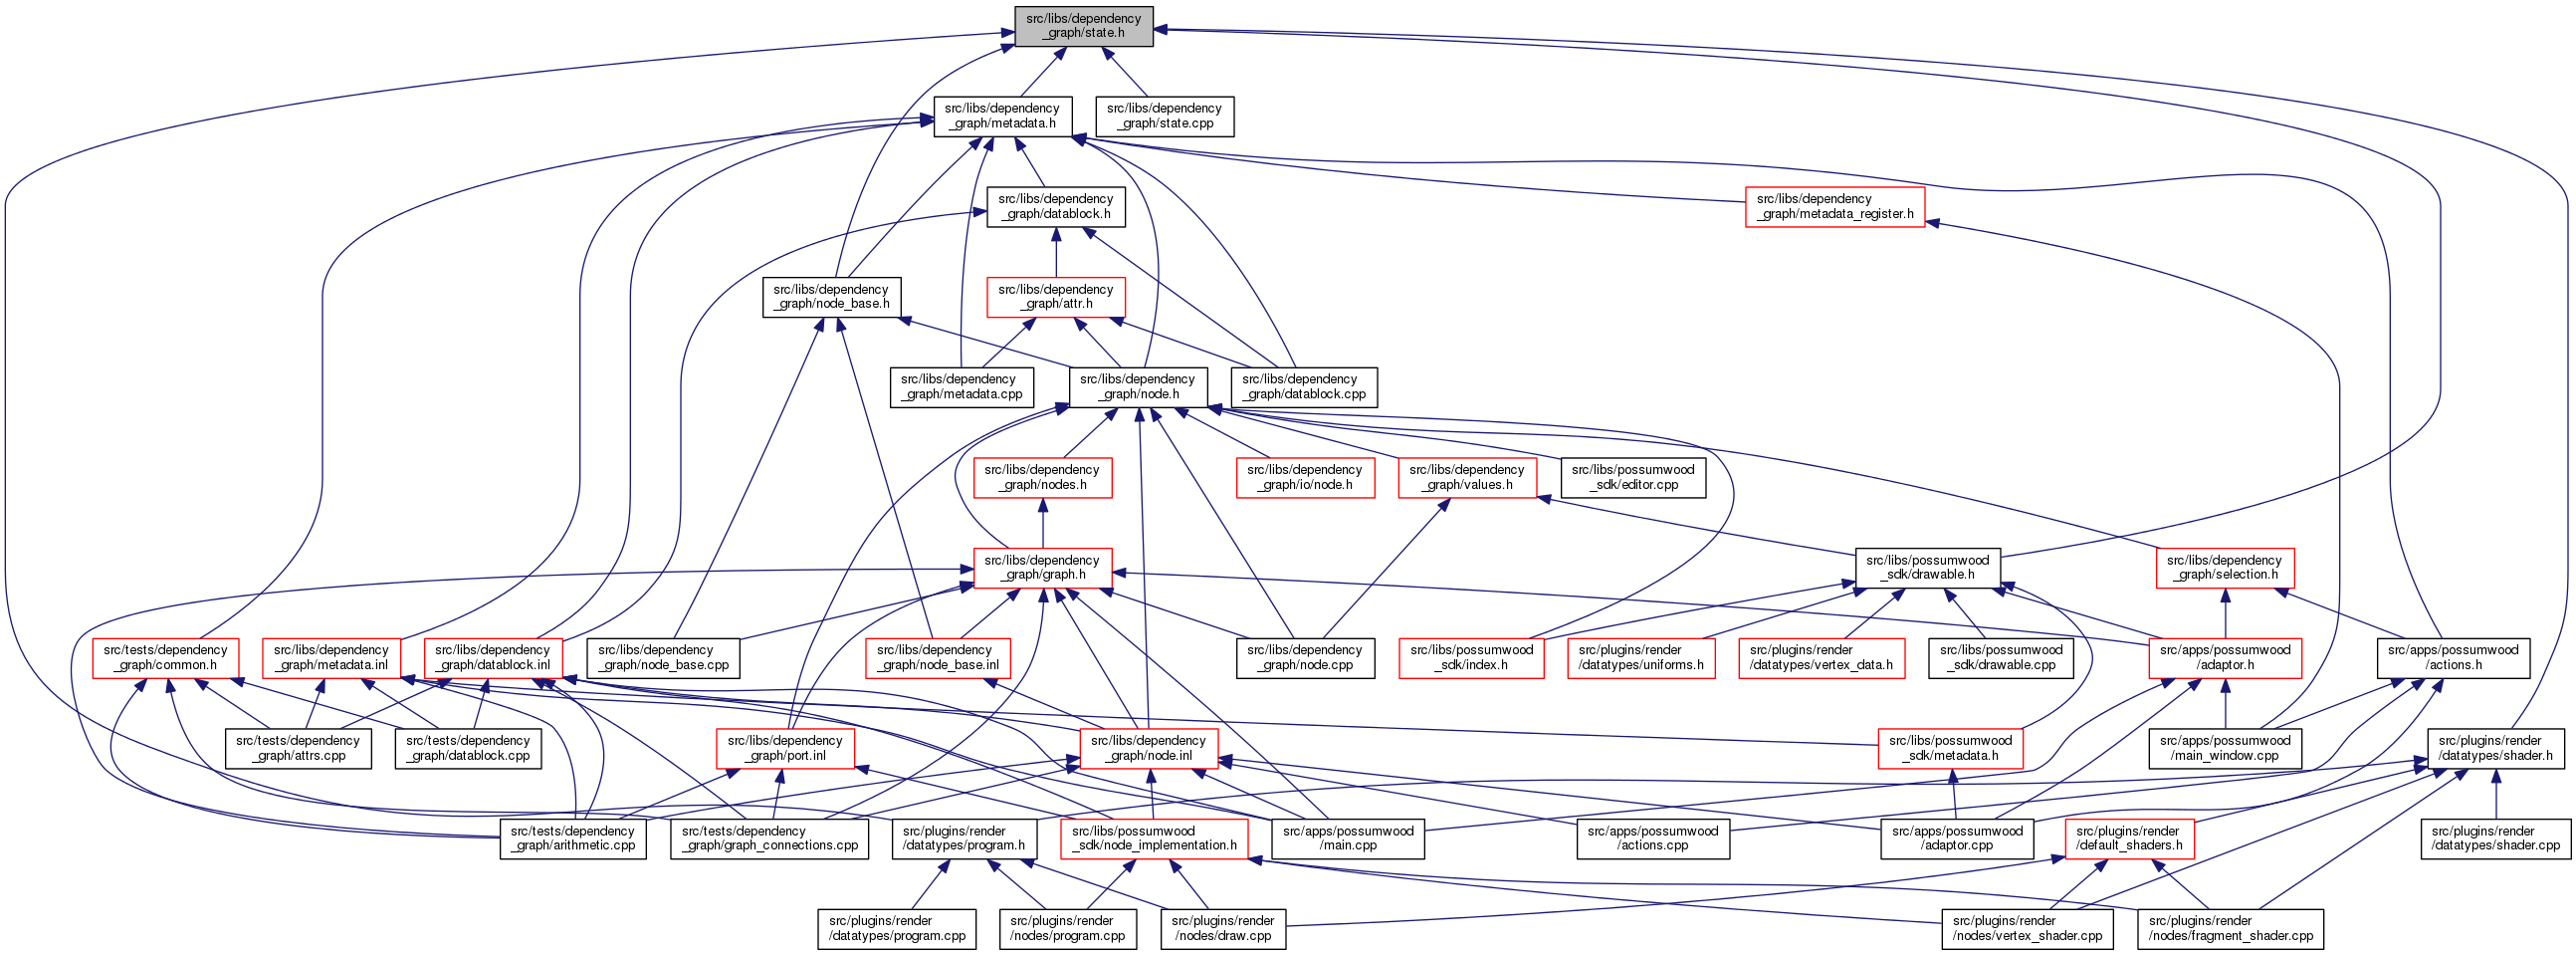 src/libs/dependency
_graph/state.h
src/libs/dependency
_graph/metadata.h
src/libs/dependency
_graph/state.cpp
src/libs/dependency
_graph/datablock.h
src/libs/dependency
_graph/metadata_register.h
src/libs/dependency
_graph/node_base.h
src/libs/dependency
_graph/attr.h
src/libs/dependency
_graph/metadata.cpp
src/libs/dependency
_graph/node.h
src/libs/dependency
_graph/datablock.cpp
src/libs/dependency
_graph/nodes.h
src/libs/dependency
_graph/io/node.h
src/libs/dependency
_graph/values.h
src/libs/possumwood
_sdk/editor.cpp
src/libs/dependency
_graph/graph.h
src/libs/possumwood
_sdk/drawable.h
src/libs/dependency
_graph/selection.h
src/tests/dependency
_graph/common.h
src/libs/dependency
_graph/metadata.inl
src/libs/dependency
_graph/datablock.inl
src/libs/dependency
_graph/node_base.cpp
src/libs/dependency
_graph/node_base.inl
src/libs/dependency
_graph/node.cpp
src/libs/possumwood
_sdk/index.h
src/plugins/render
/datatypes/uniforms.h
src/plugins/render
/datatypes/vertex_data.h
src/libs/possumwood
_sdk/drawable.cpp
src/apps/possumwood
/adaptor.h
src/apps/possumwood
/actions.h
src/tests/dependency
_graph/attrs.cpp
src/tests/dependency
_graph/datablock.cpp
src/libs/dependency
_graph/port.inl
src/libs/dependency
_graph/node.inl
src/libs/possumwood
_sdk/metadata.h
src/apps/possumwood
/main_window.cpp
src/plugins/render
/datatypes/shader.h
src/tests/dependency
_graph/arithmetic.cpp
src/tests/dependency
_graph/graph_connections.cpp
src/plugins/render
/datatypes/program.h
src/libs/possumwood
_sdk/node_implementation.h
src/apps/possumwood
/main.cpp
src/apps/possumwood
/actions.cpp
src/apps/possumwood
/adaptor.cpp
src/plugins/render
/default_shaders.h
src/plugins/render
/datatypes/shader.cpp
src/plugins/render
/datatypes/program.cpp
src/plugins/render
/nodes/program.cpp
src/plugins/render
/nodes/draw.cpp
src/plugins/render
/nodes/vertex_shader.cpp
src/plugins/render
/nodes/fragment_shader.cpp